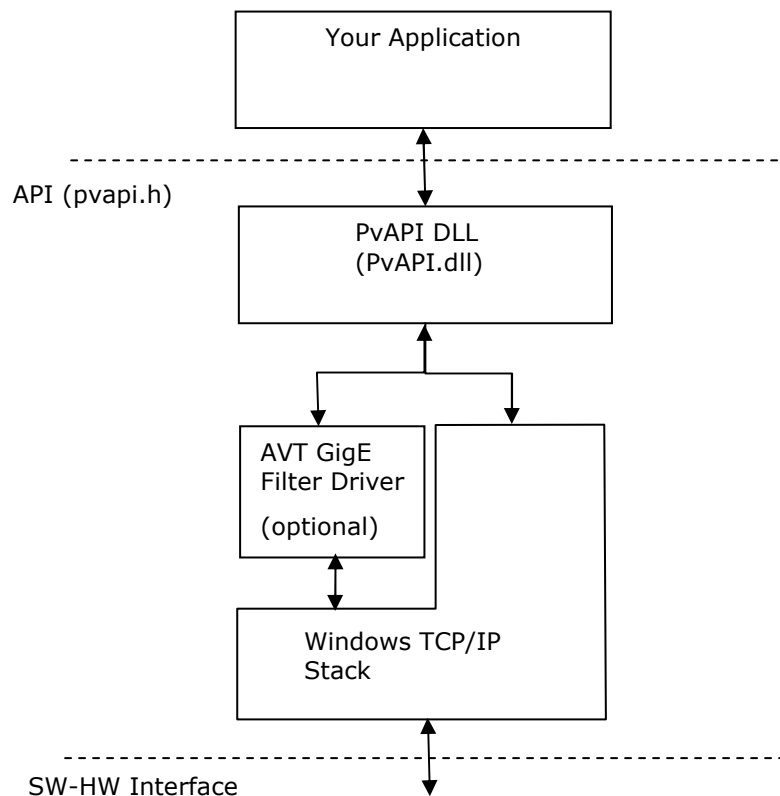 Your Application
API (pvapi.h)
PvAPI DLL
(PvAPI.dll)
AVT GigE
Filter Driver
(optional)
Windows TCP/IP
Stack
SW-HW Interface